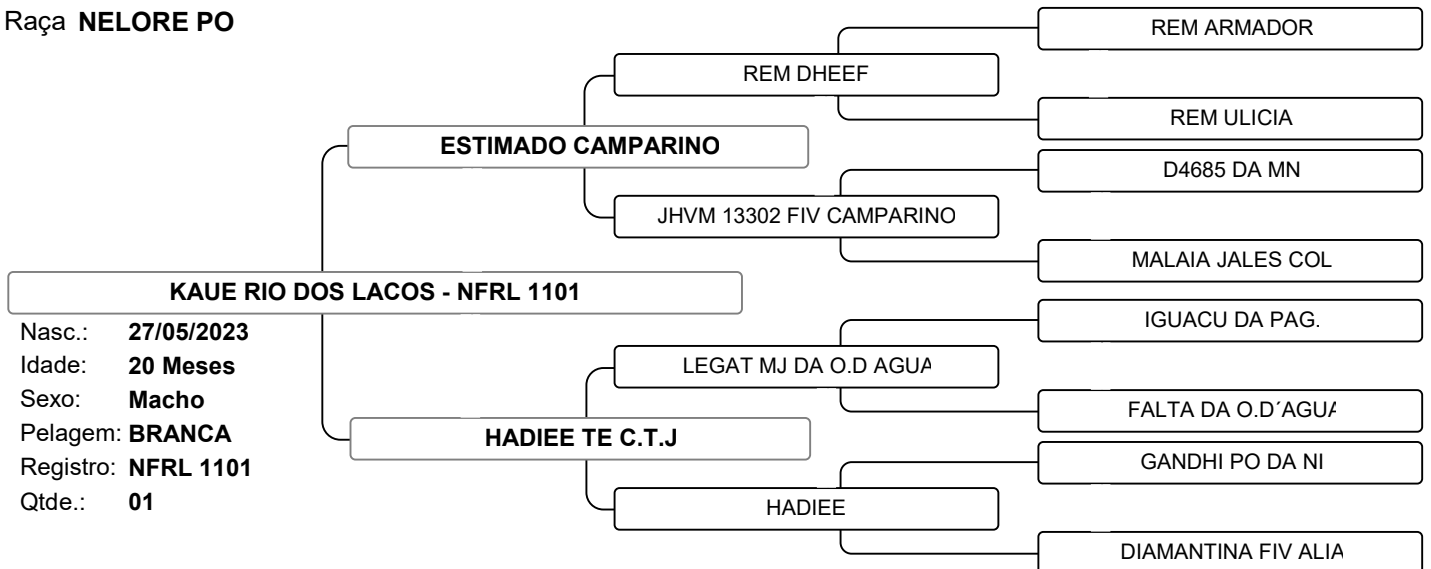 Raça NELORE PO
REM ARMADOR
REM DHEEF
REM ULICIA
ESTIMADO CAMPARINO
D4685 DA MN
JHVM 13302 FIV CAMPARINO
MALAIA JALES COL
KAUE RIO DOS LACOS - NFRL 1101
IGUACU DA PAG.
Nasc.: 27/05/2023
Idade: 20 Meses
LEGAT MJ DA O.D AGUA
Sexo: Macho
FALTA DA O.D´AGUA
Pelagem: BRANCA
HADIEE TE C.T.J
GANDHI PO DA NI
Registro: NFRL 1101
Qtde.: 01
HADIEE
DIAMANTINA FIV ALIA